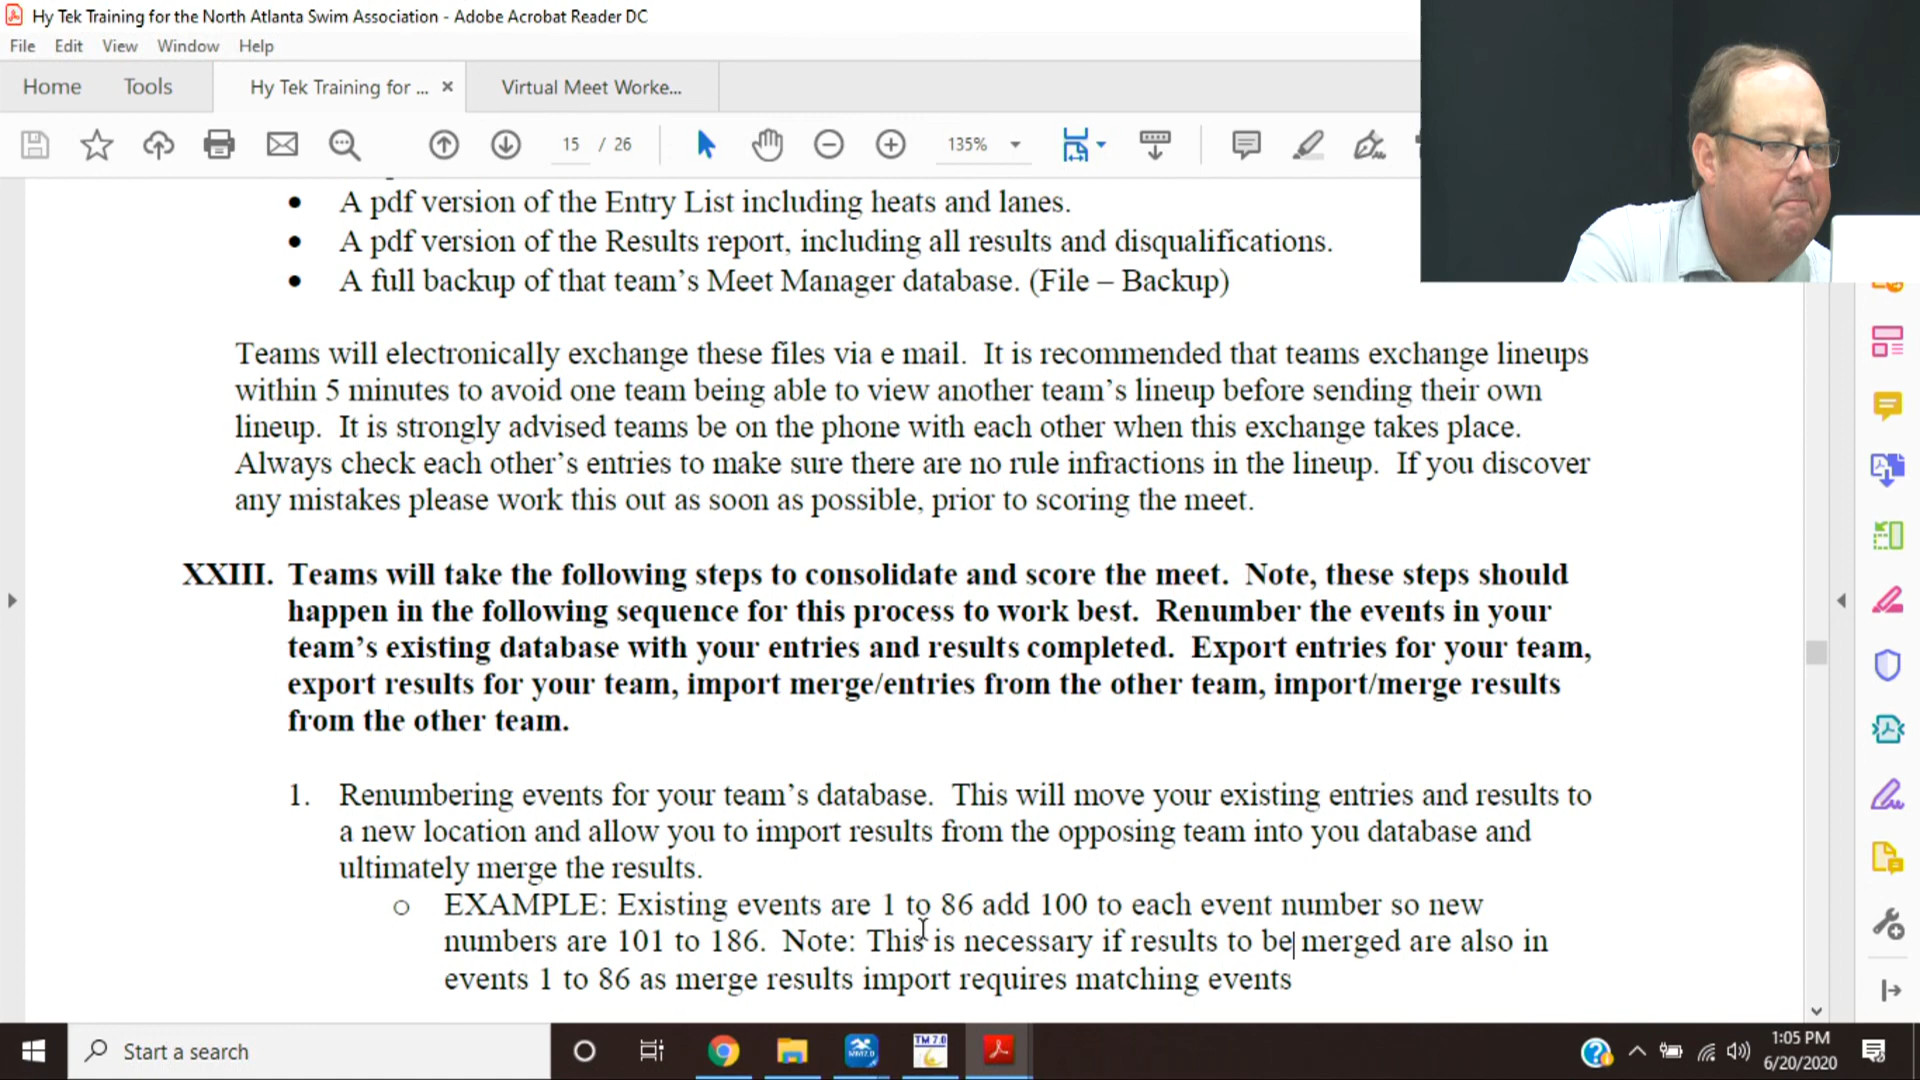 Hy Tek Training for the North Atlanta Swim Association - Adobe Acrobat Reader DC
File Edit View Window Help
Home Tools Hy Tek Training for ... × Virtual Meet Worke...
15 / 26 135%
• A pdf version of the Entry List including heats and lanes.
• A pdf version of the Results report, including all results and disqualifications.
• A full backup of that team's Meet Manager database. (File – Backup)
Teams will electronically exchange these files via e mail. It is recommended that teams exchange lineups
within 5 minutes to avoid one team being able to view another team's lineup before sending their own
lineup. It is strongly advised teams be on the phone with each other when this exchange takes place.
Always check each other's entries to make sure there are no rule infractions in the lineup. If you discover
any mistakes please work this out as soon as possible, prior to scoring the meet.
XXIII. Teams will take the following steps to consolidate and score the meet. Note, these steps should
happen in the following sequence for this process to work best. Renumber the events in your
team's existing database with your entries and results completed. Export entries for your team,
export results for your team, import merge/entries from the other team, import/merge results
from the other team.
1. Renumbering events for your team's database. This will move your existing entries and results to
a new location and allow you to import results from the opposing team into you database and
ultimately merge the results.
o EXAMPLE: Existing events are 1 to 86 add 100 to each event number so new
numbers are 101 to 186. Note: This is necessary if results to be merged are also in
events 1 to 86 as merge results import requires matching events
Start a search
MM7.0
TM 7.0
1:05 PM
6/20/2020